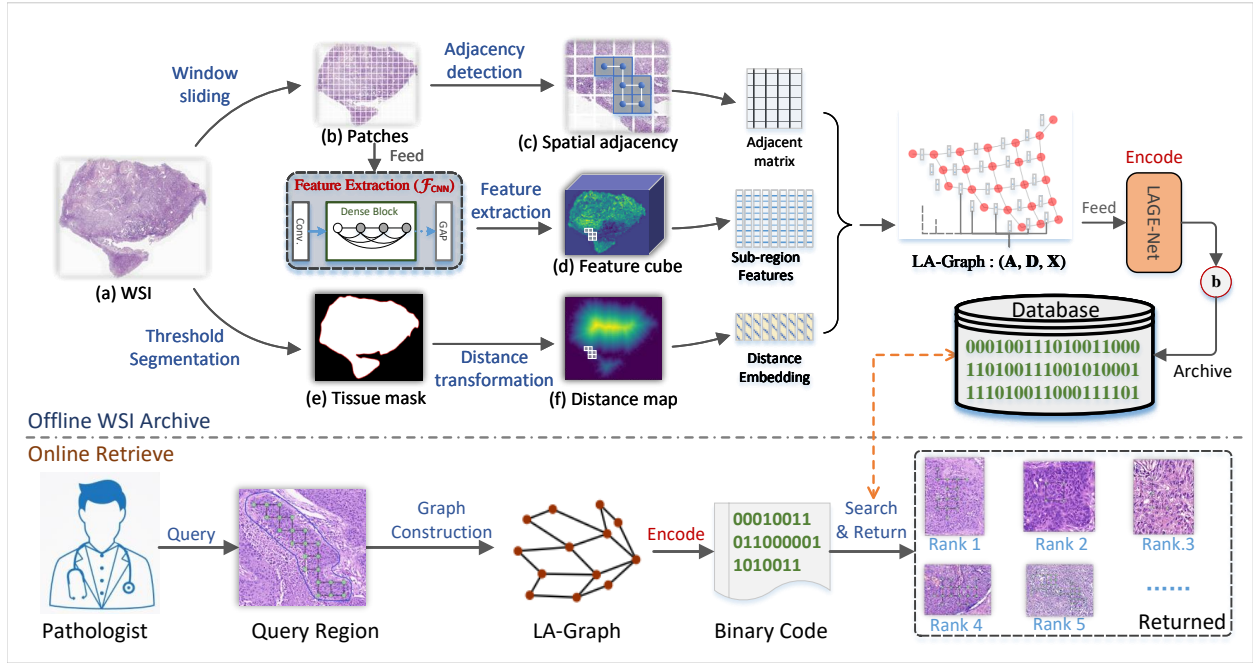 Window
sliding
(b) Patches
Adjacency
detection
(c) Spatial adjacency
Adjacent
matrix
Feed
(a) WSI
Feature Extraction (ℱCNN)
Conv.
Dense Block
GAP
Feature
extraction
(d) Feature cube
Sub-region
Features
LA-Graph : (A, D, X)
Feed
Encode
LAGE-Net
b
Archive
Threshold
Segmentation
(e) Tissue mask
Distance
transformation
(f) Distance map
Distance
Embedding
Database
000100111010011000
110100111001010001
111010011000111101
Offline WSI Archive
Online Retrieve
Pathologist
Query
Query Region
Graph
Construction
LA-Graph
Encode
00010011
011000001
1010011
Binary Code
Search
& Return
Rank 1
Rank 2
Rank.3
Rank 4
Rank 5
......
Returned